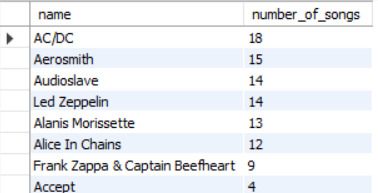 name number_of_songs
AC/DC 18
Aerosmith 15
Audioslave 14
Led Zeppelin 14
Alanis Morissette 13
Alice In Chains 12
Frank Zappa & Captain Beefheart 9
Accept 4